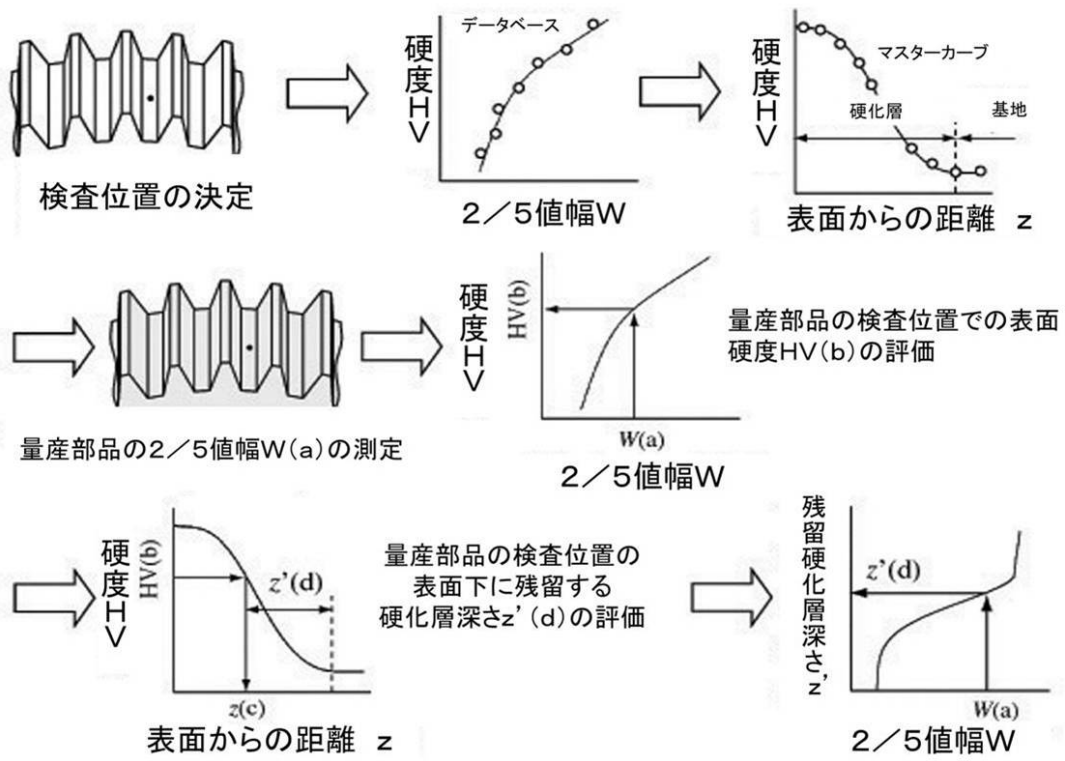 検査位置の決定
硬度HV
データベース
2/5値幅W
硬度HV
マスターカーブ
硬化層
基地
表面からの距離 z
量産部品の2/5値幅W(a)の測定
硬度HV
HV(b)
W(a)
2/5値幅W
量産部品の検査位置での表面
硬度HV(b)の評価
硬度HV
HV(b)
z'(d)
z(c)
表面からの距離 z
量産部品の検査位置の
表面下に残留する
硬化層深さz'(d)の評価
残留硬化層深さz'
z'(d)
W(a)
2/5値幅W